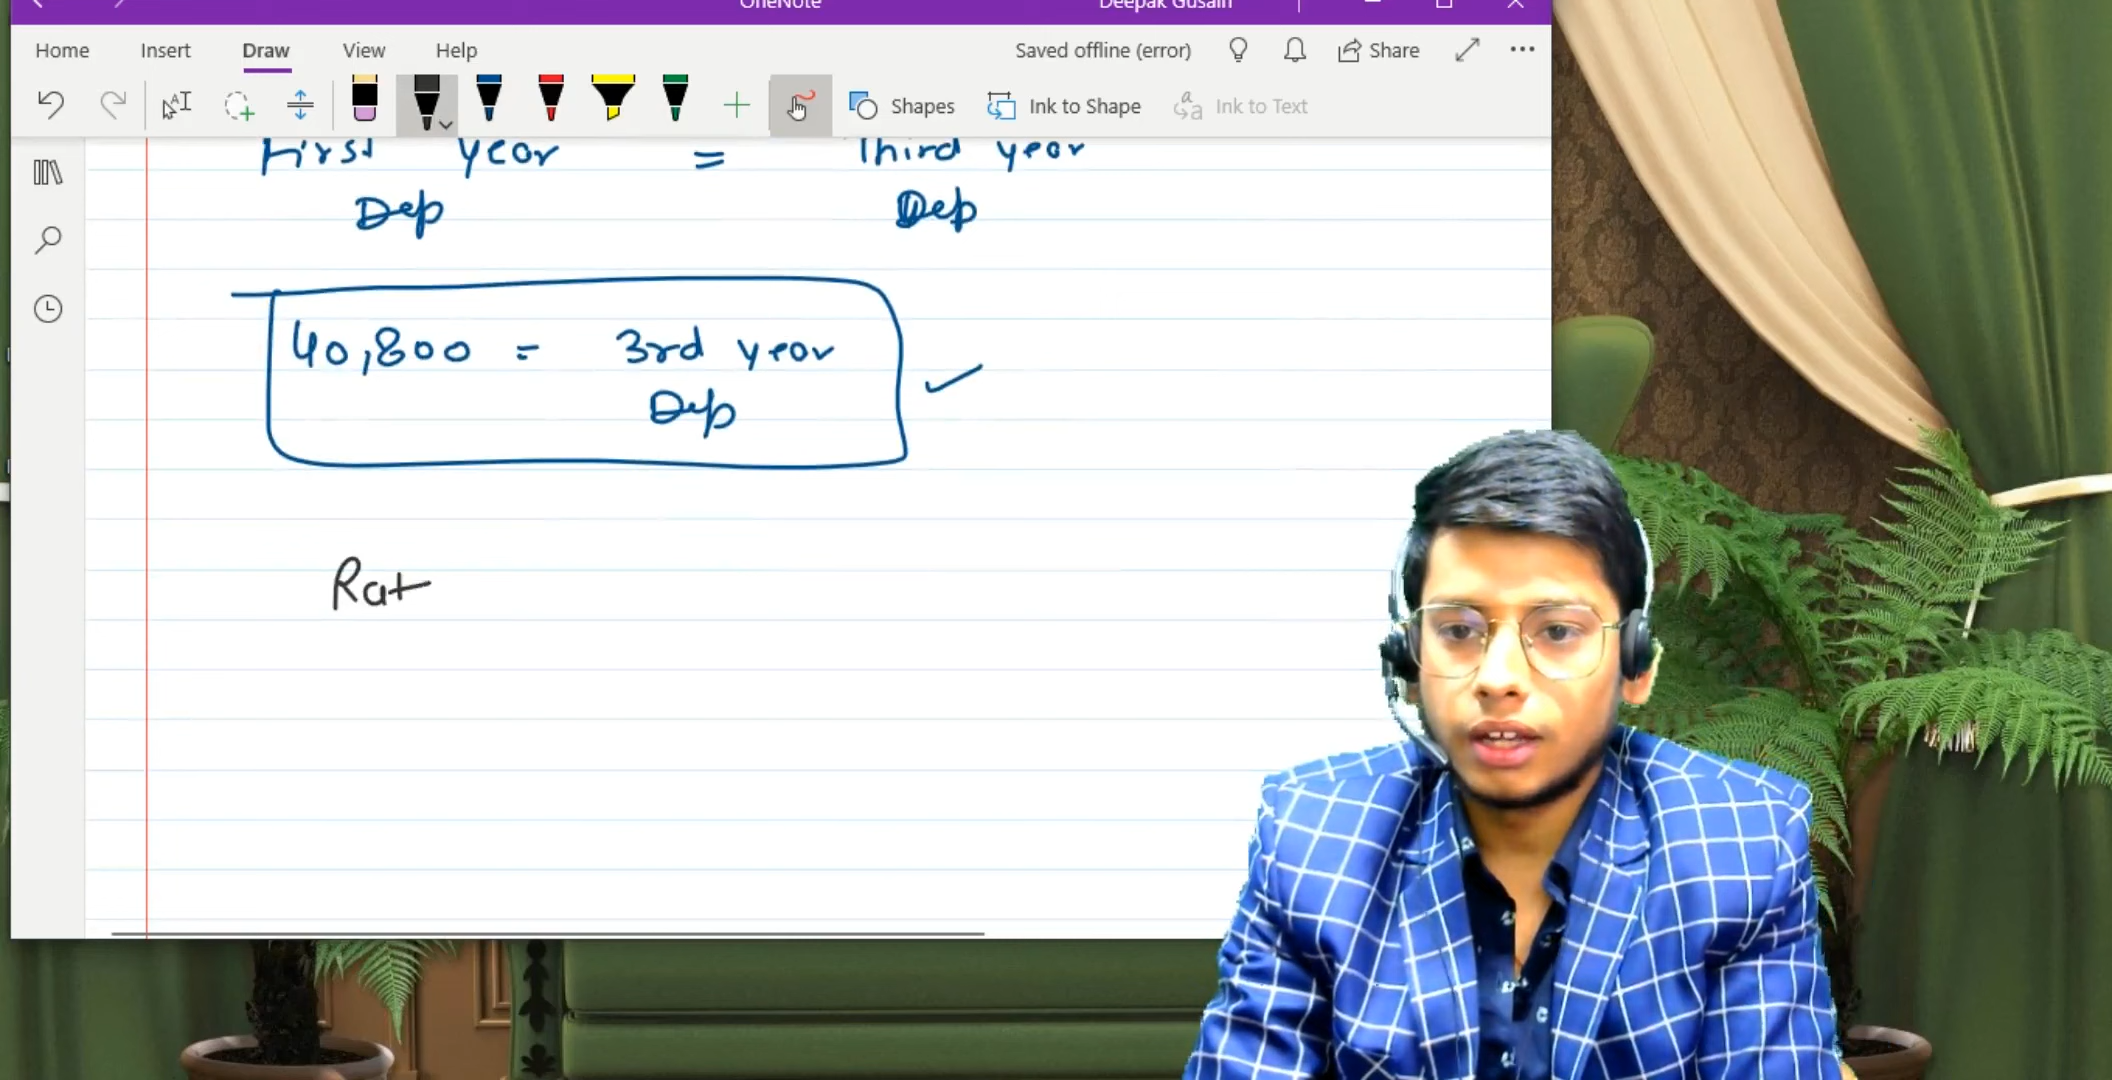 OneNote
Deepak Gusain
Home Insert Draw View Help Saved offline (error) Share
Shapes Ink to Shape Ink to Text
First year = Third year
Dep Dep
40,800 = 3rd year
Dep
Rat